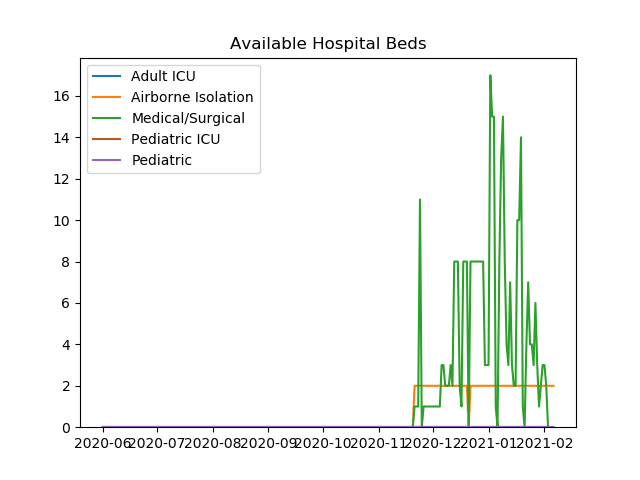 Available Hospital Beds
Adult ICU
Airborne Isolation
Medical/Surgical
Pediatric ICU
Pediatric
16
14
12
10
8
6
4
2
0
2020-06 2020-07 2020-08 2020-09 2020-10 2020-11 2020-12 2021-01 2021-02